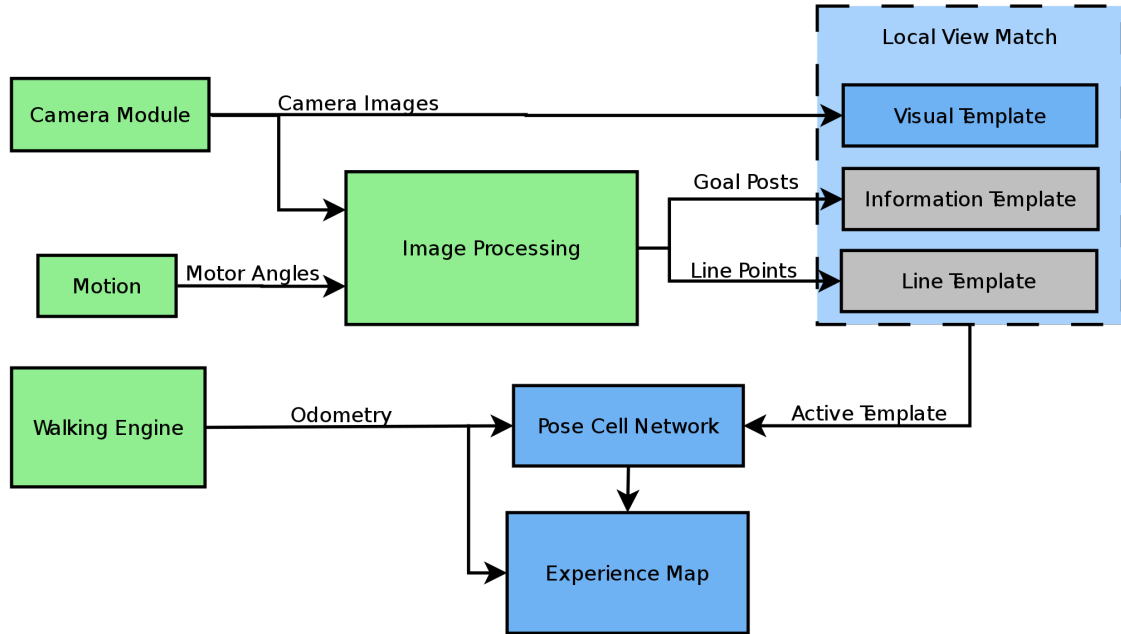 Local View Match
Camera Module
Camera Images
Visual Template
Goal Posts
Information Template
Image Processing
Motion
Motor Angles
Line Points
Line Template
Walking Engine
Odometry
Pose Cell Network
Active Template
Experience Map